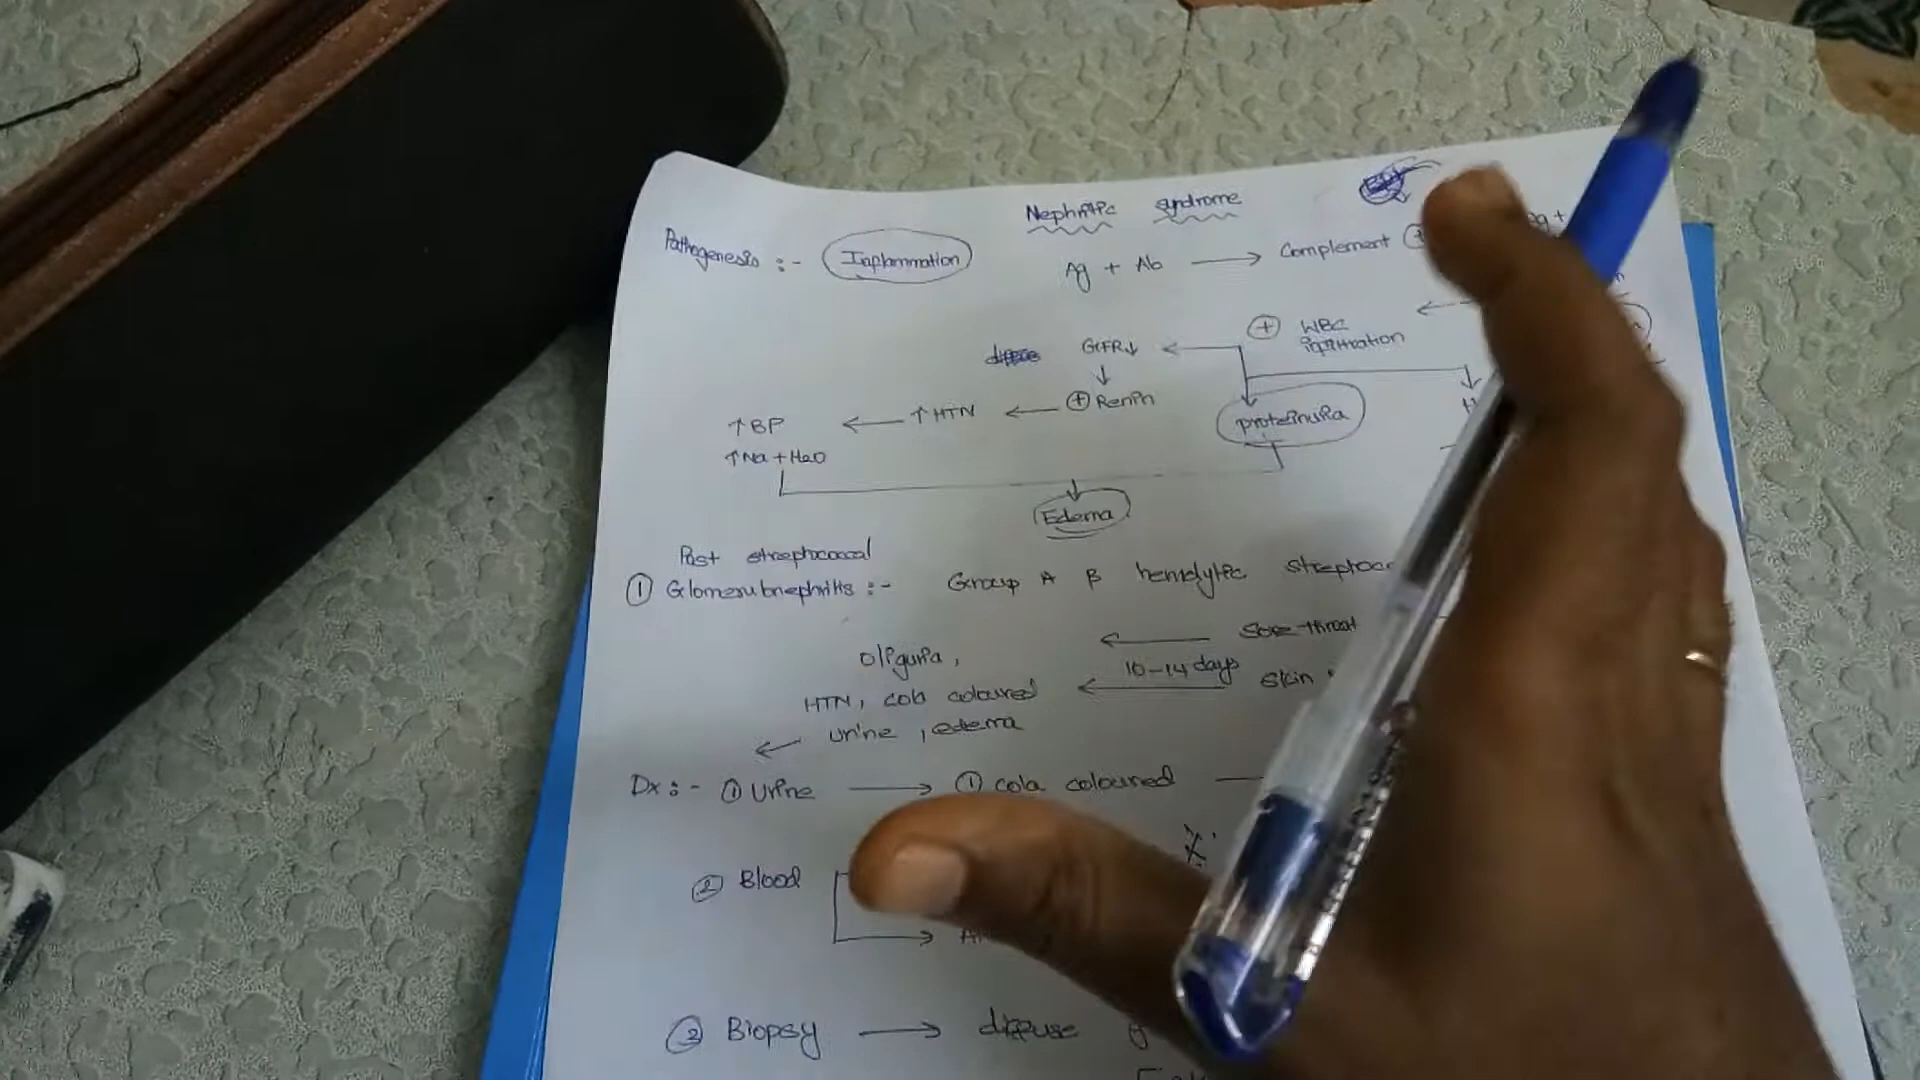 Nephritic syndrome
Pathogenesis :- Inflammation Ag + Ab → Complement
⊕ WBC infiltration
GFR↓ ←
↓
↑BP ← ↑HTN ← ⊕ Renin proteinuria
↑Na + H2O
Edema
Post streptococcal
① Glomerulonephritis :- Group A β hemolytic
← Sore throat
oliguria,
HTN, cola coloured ← 10-14 days skin
urine, edema
Dx :- ① Urine → ① cola coloured
② Blood
③ Biopsy → diffuse